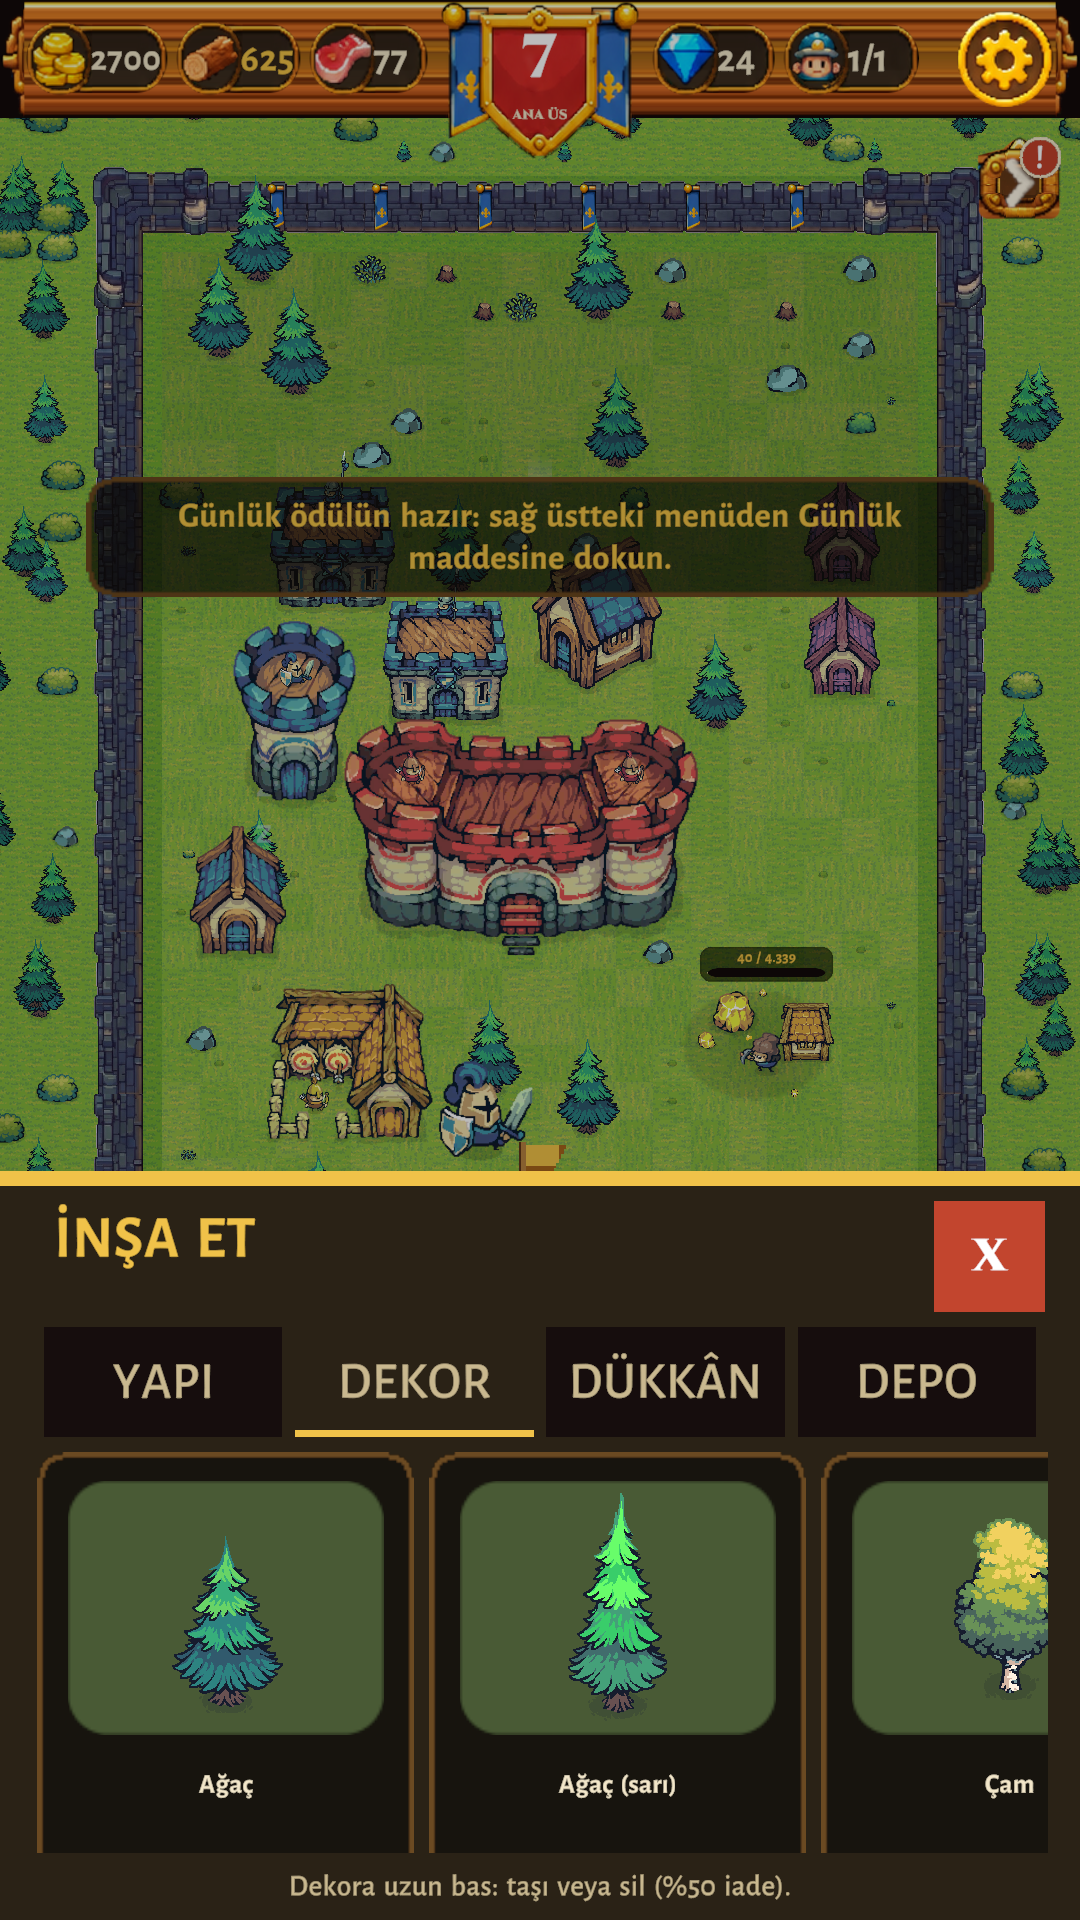 2700
625
77
7
ANA ÜS
24
1/1
!
Günlük ödülün hazır: sağ üstteki menüden Günlük
maddesine dokun.
40 / 4.339
İNŞA ET
X
YAPI
DEKOR
DÜKKÂN
DEPO
Ağaç
Ağaç (sarı)
Çam
Dekora uzun bas: taşı veya sil (%50 iade).